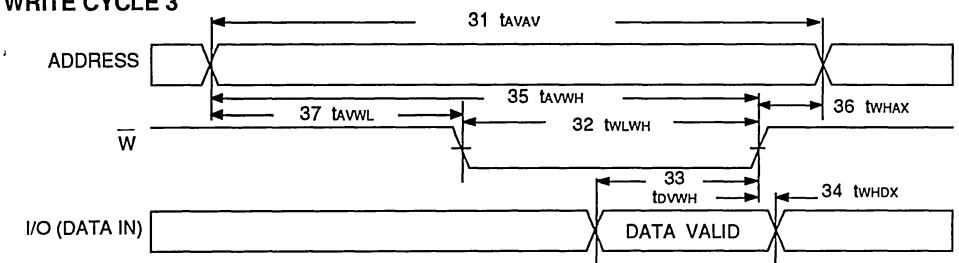 WRITE CYCLE 3
31 tAVAV
ADDRESS
35 tAVWH
37 tAVWL
36 tWHAX
32 tWLWH
W
33
tDVWH
34 tWHDX
I/O (DATA IN)
DATA VALID